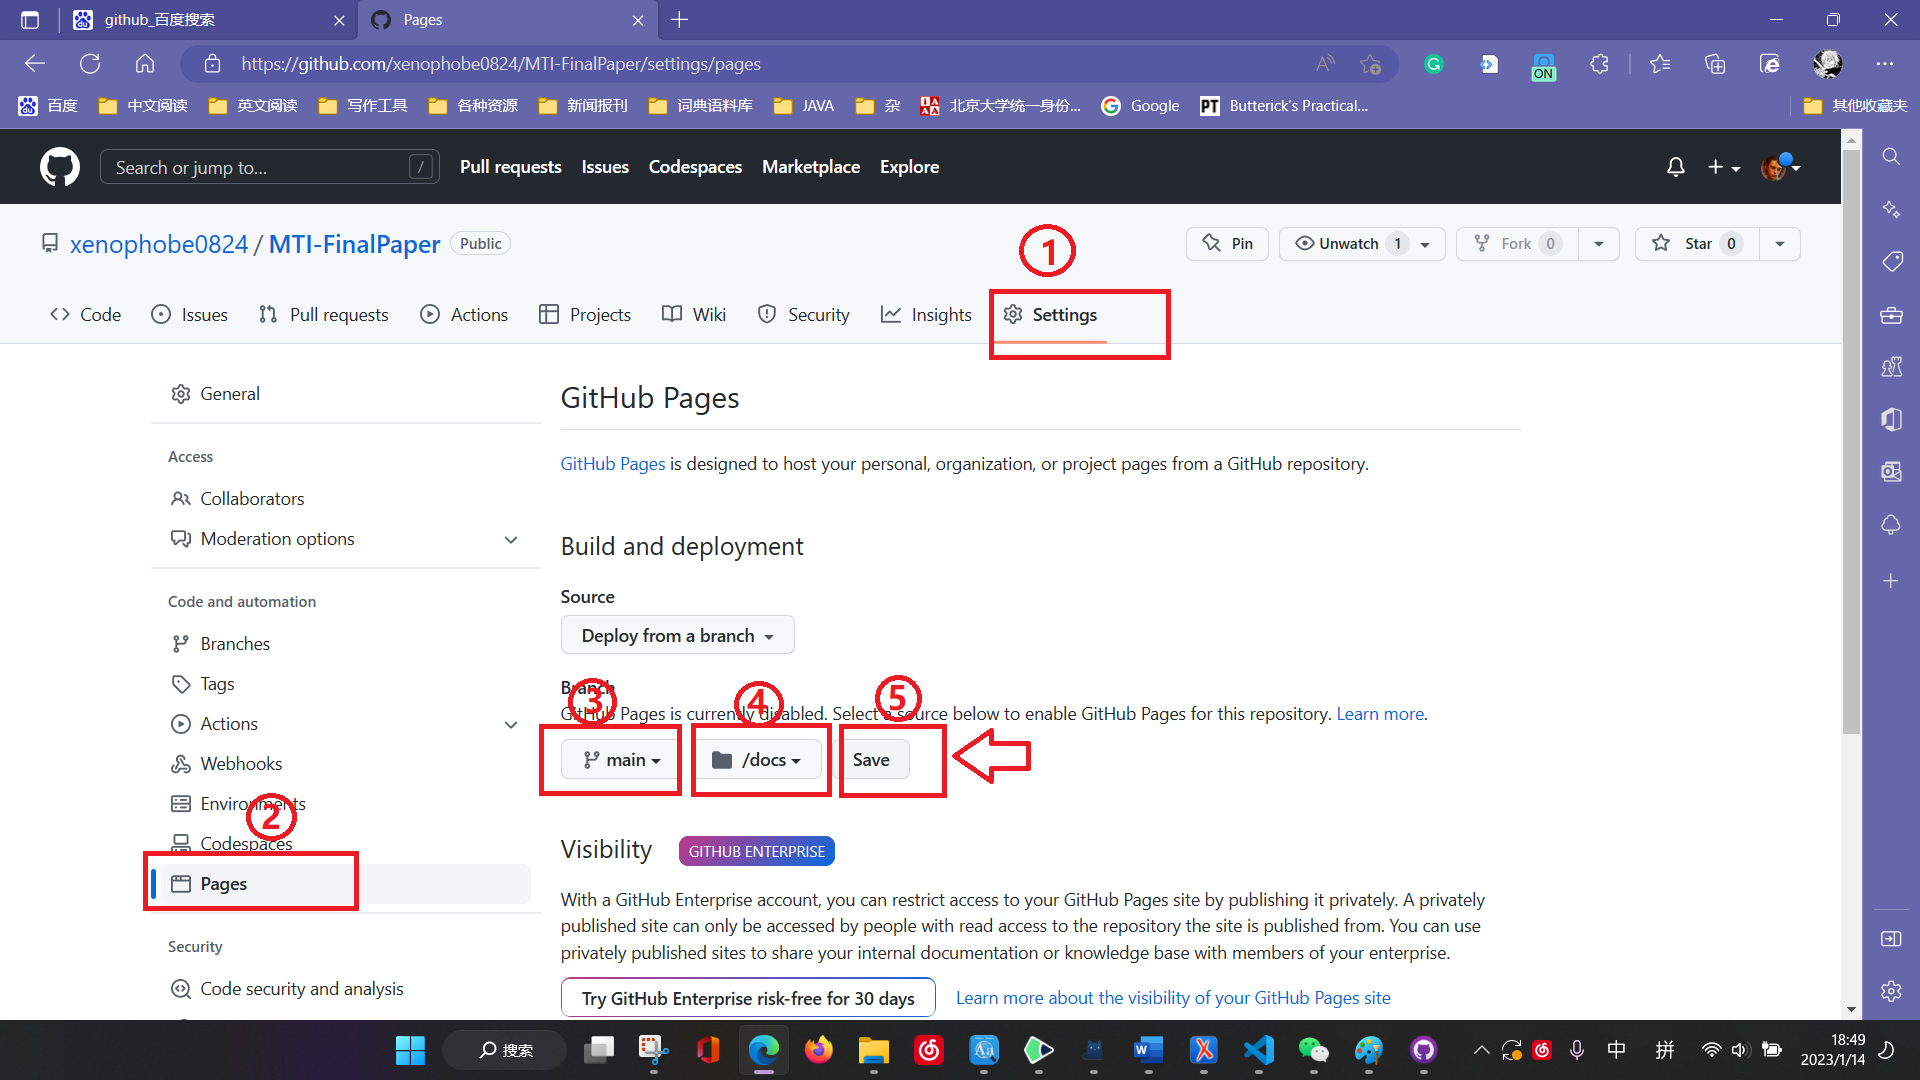 github_百度搜索
Pages
https://github.com/xenophobe0824/MTI-FinalPaper/settings/pages
ON
百度 中文阅读 英文阅读 写作工具 各种资源 新闻报刊 词典语料库 JAVA 杂 北京大学统一身份... Google PT Butterick's Practical... 其他收藏夹
Search or jump to... /
Pull requests Issues Codespaces Marketplace Explore
xenophobe0824 / MTI-FinalPaper Public
Pin Unwatch 1 Fork 0 Star 0
①
Code Issues Pull requests Actions Projects Wiki Security Insights Settings
General
Access
Collaborators
Moderation options
Code and automation
Branches
Tags
Actions
Webhooks
Environments
②
Codespaces
Pages
Security
Code security and analysis
GitHub Pages
GitHub Pages is designed to host your personal, organization, or project pages from a GitHub repository.
Build and deployment
Source
Deploy from a branch
Branch
③ ④ ⑤
GitHub Pages is currently disabled. Select a source below to enable GitHub Pages for this repository. Learn more.
main /docs Save
Visibility GITHUB ENTERPRISE
With a GitHub Enterprise account, you can restrict access to your GitHub Pages site by publishing it privately. A privately
published site can only be accessed by people with read access to the repository the site is published from. You can use
privately published sites to share your internal documentation or knowledge base with members of your enterprise.
Try GitHub Enterprise risk-free for 30 days Learn more about the visibility of your GitHub Pages site
搜索
中 拼
18:49
2023/1/14